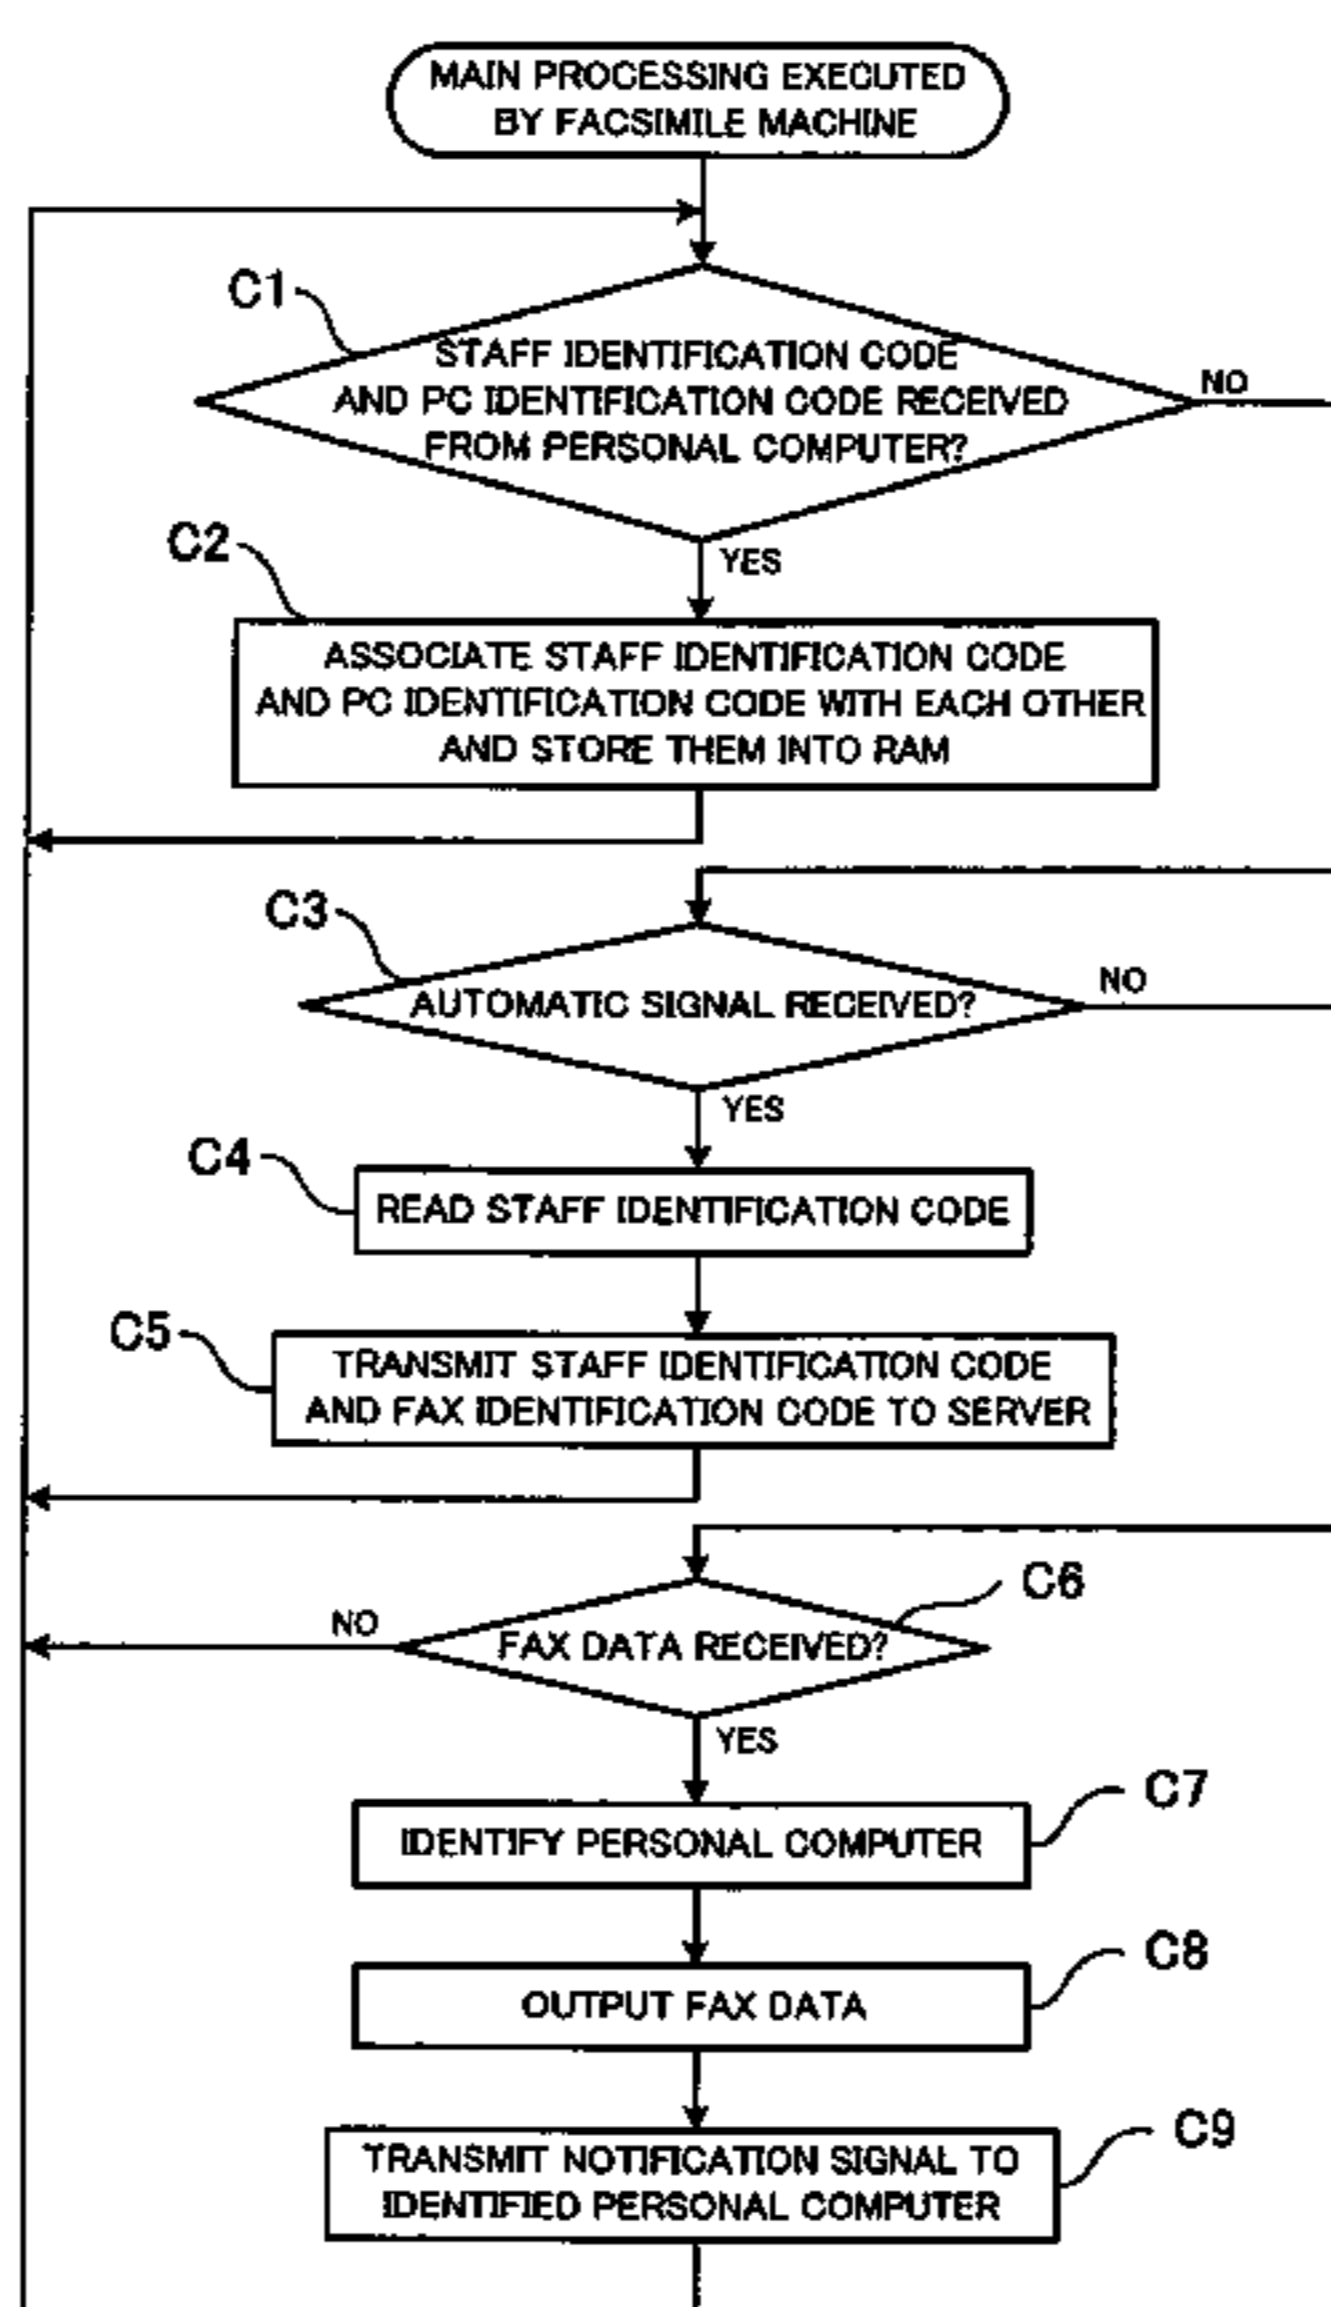 MAIN PROCESSING EXECUTED
BY FACSIMILE MACHINE
C1
STAFF IDENTIFICATION CODE
AND PC IDENTIFICATION CODE RECEIVED
FROM PERSONAL COMPUTER?
NO
YES
C2
ASSOCIATE STAFF IDENTIFICATION CODE
AND PC IDENTIFICATION CODE WITH EACH OTHER
AND STORE THEM INTO RAM
C3
AUTOMATIC SIGNAL RECEIVED?
NO
YES
C4
READ STAFF IDENTIFICATION CODE
C5
TRANSMIT STAFF IDENTIFICATION CODE
AND FAX IDENTIFICATION CODE TO SERVER
C6
NO
FAX DATA RECEIVED?
YES
C7
IDENTIFY PERSONAL COMPUTER
C8
OUTPUT FAX DATA
C9
TRANSMIT NOTIFICATION SIGNAL TO
IDENTIFIED PERSONAL COMPUTER